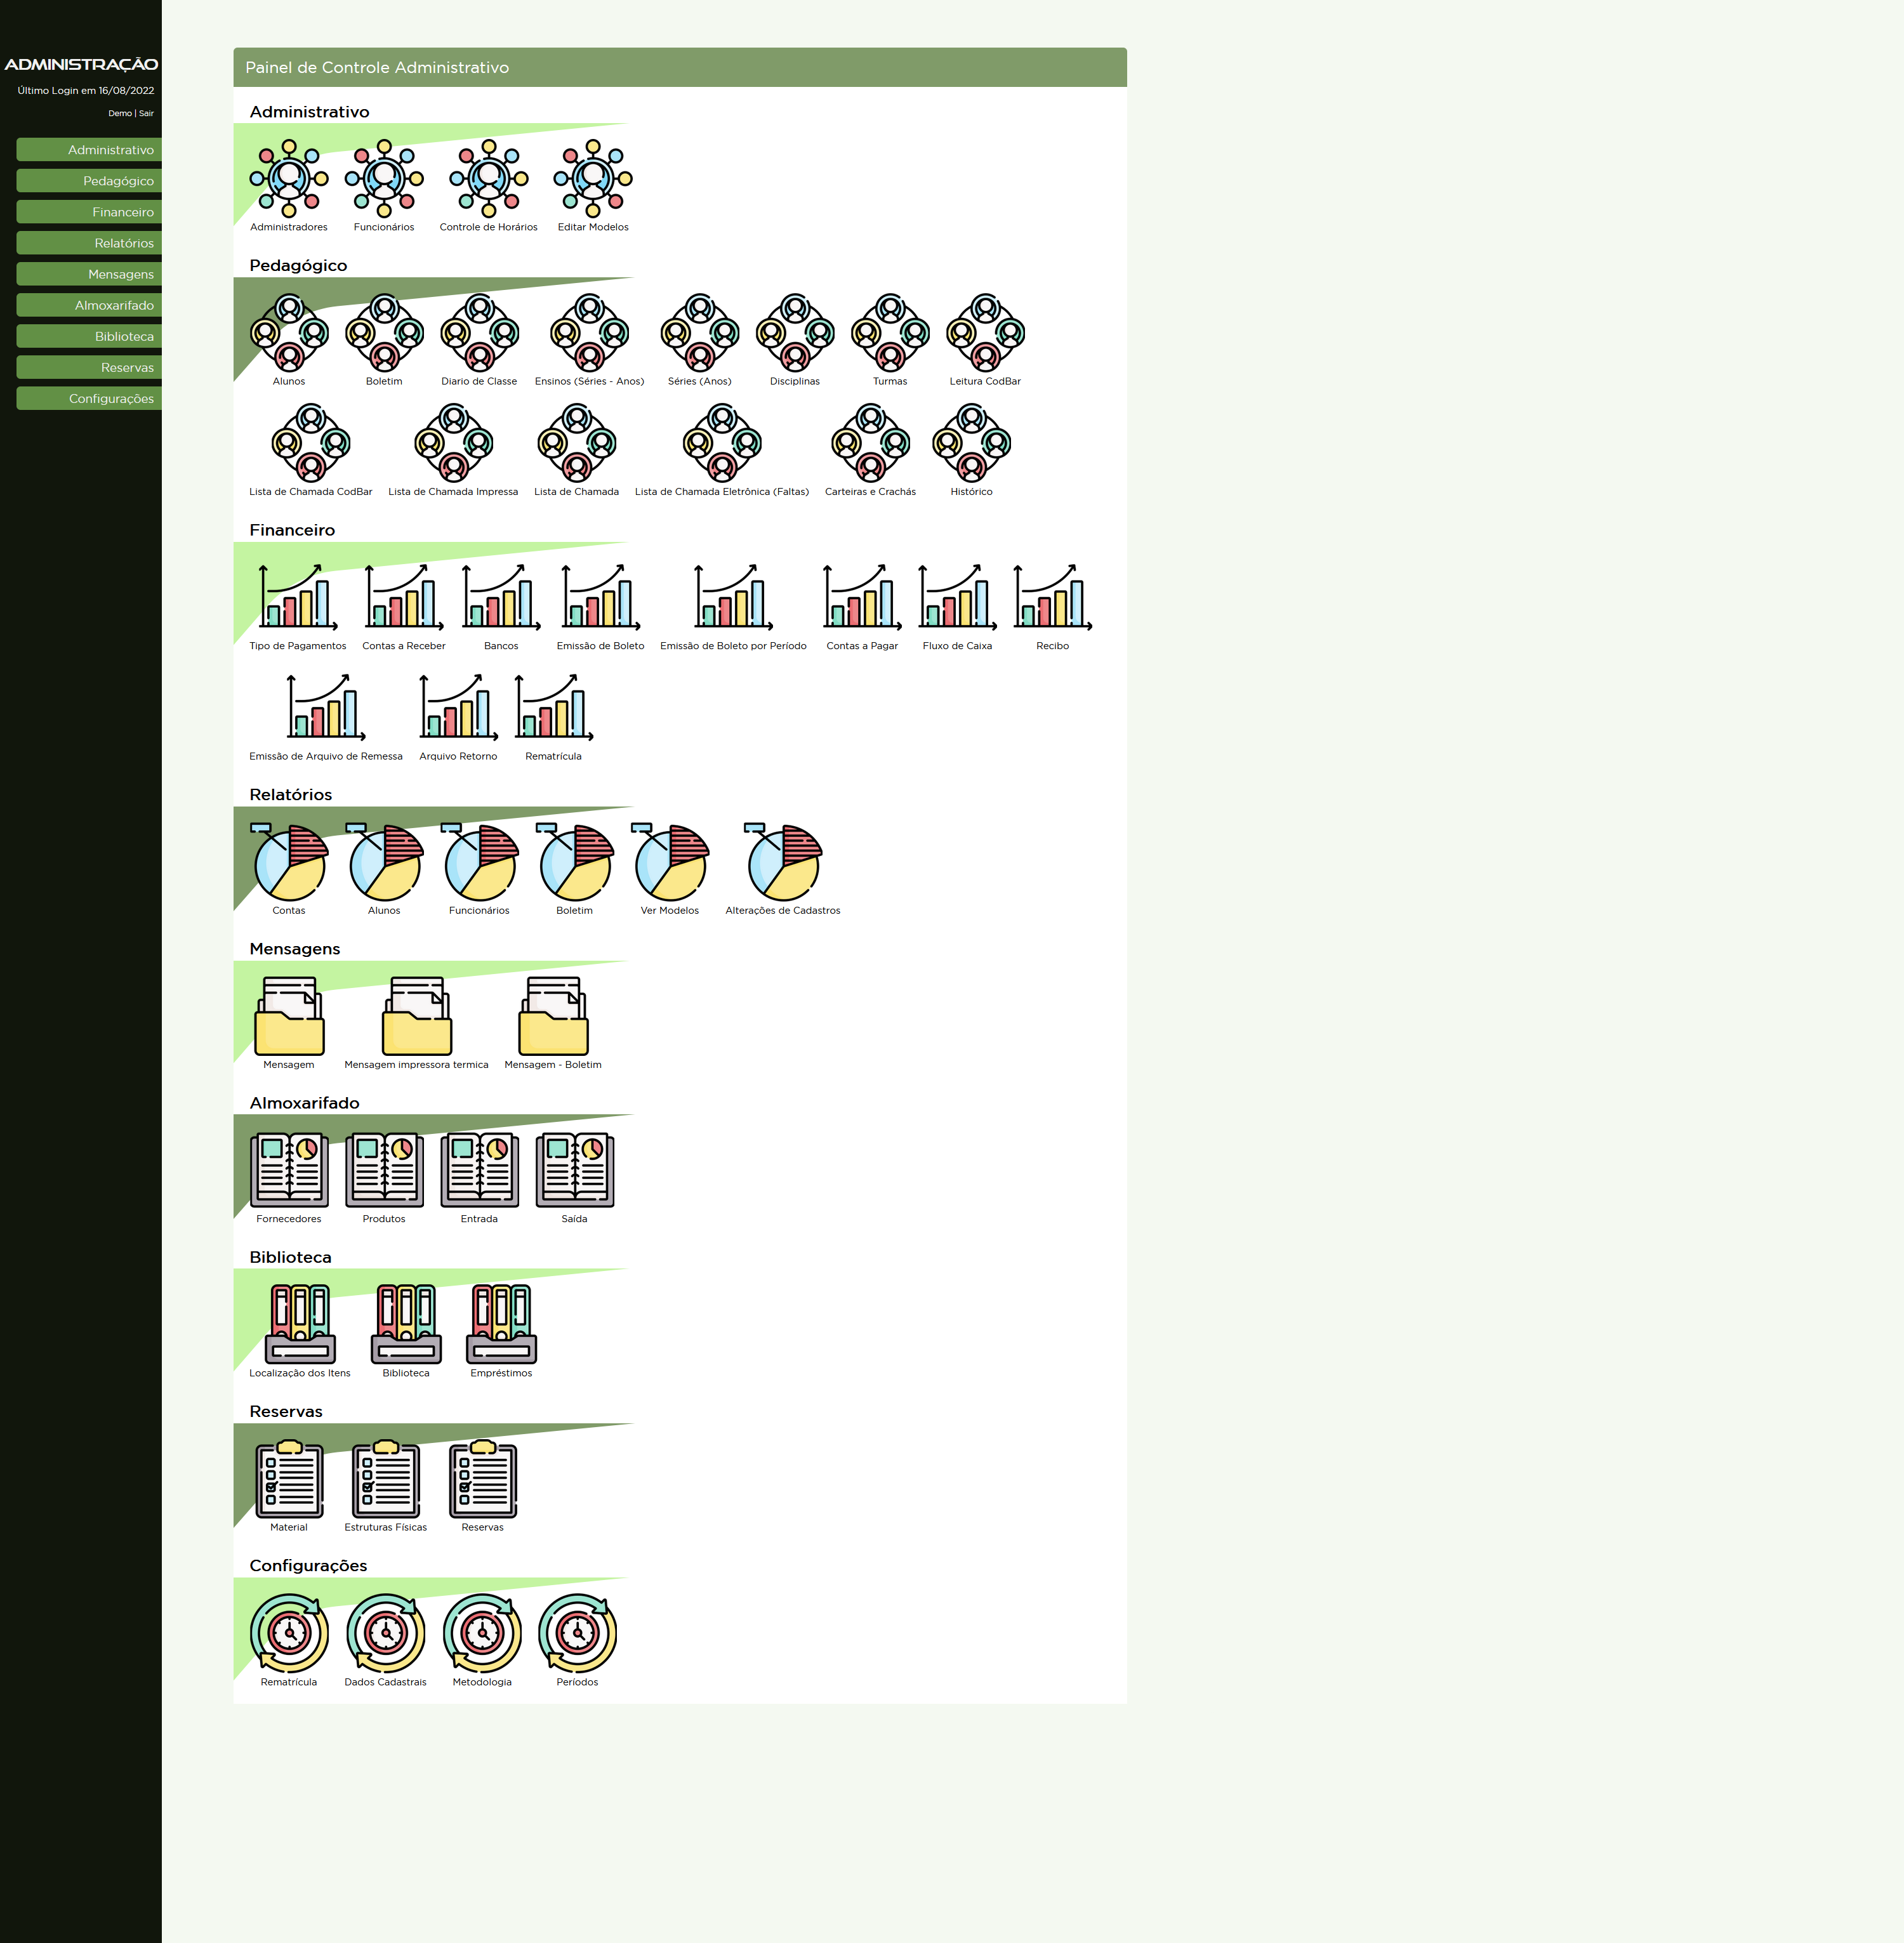 ADMINISTRAÇÃO
Último Login em 16/08/2022
Demo | Sair
Administrativo
Pedagógico
Financeiro
Relatórios
Mensagens
Almoxarifado
Biblioteca
Reservas
Configurações
Painel de Controle Administrativo
Administrativo
Administradores Funcionários Controle de Horários Editar Modelos
Pedagógico
Alunos Boletim Diario de Classe Ensinos (Séries - Anos) Séries (Anos) Disciplinas Turmas Leitura CodBar
Lista de Chamada CodBar Lista de Chamada Impressa Lista de Chamada Lista de Chamada Eletrônica (Faltas) Carteiras e Crachás Histórico
Financeiro
Tipo de Pagamentos Contas a Receber Bancos Emissão de Boleto Emissão de Boleto por Período Contas a Pagar Fluxo de Caixa Recibo
Emissão de Arquivo de Remessa Arquivo Retorno Rematrícula
Relatórios
Contas Alunos Funcionários Boletim Ver Modelos Alterações de Cadastros
Mensagens
Mensagem Mensagem impressora termica Mensagem - Boletim
Almoxarifado
Fornecedores Produtos Entrada Saída
Biblioteca
Localização dos Itens Biblioteca Empréstimos
Reservas
Material Estruturas Físicas Reservas
Configurações
Rematrícula Dados Cadastrais Metodologia Períodos